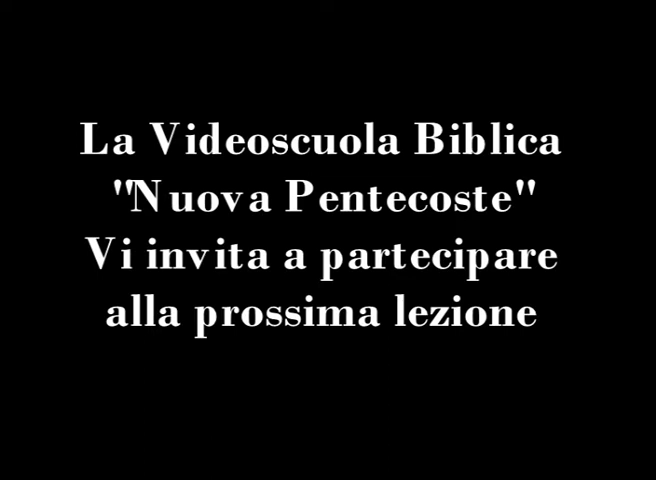 La Videoscuola Biblica
"Nuova Pentecoste"
Vi invita a partecipare
alla prossima lezione